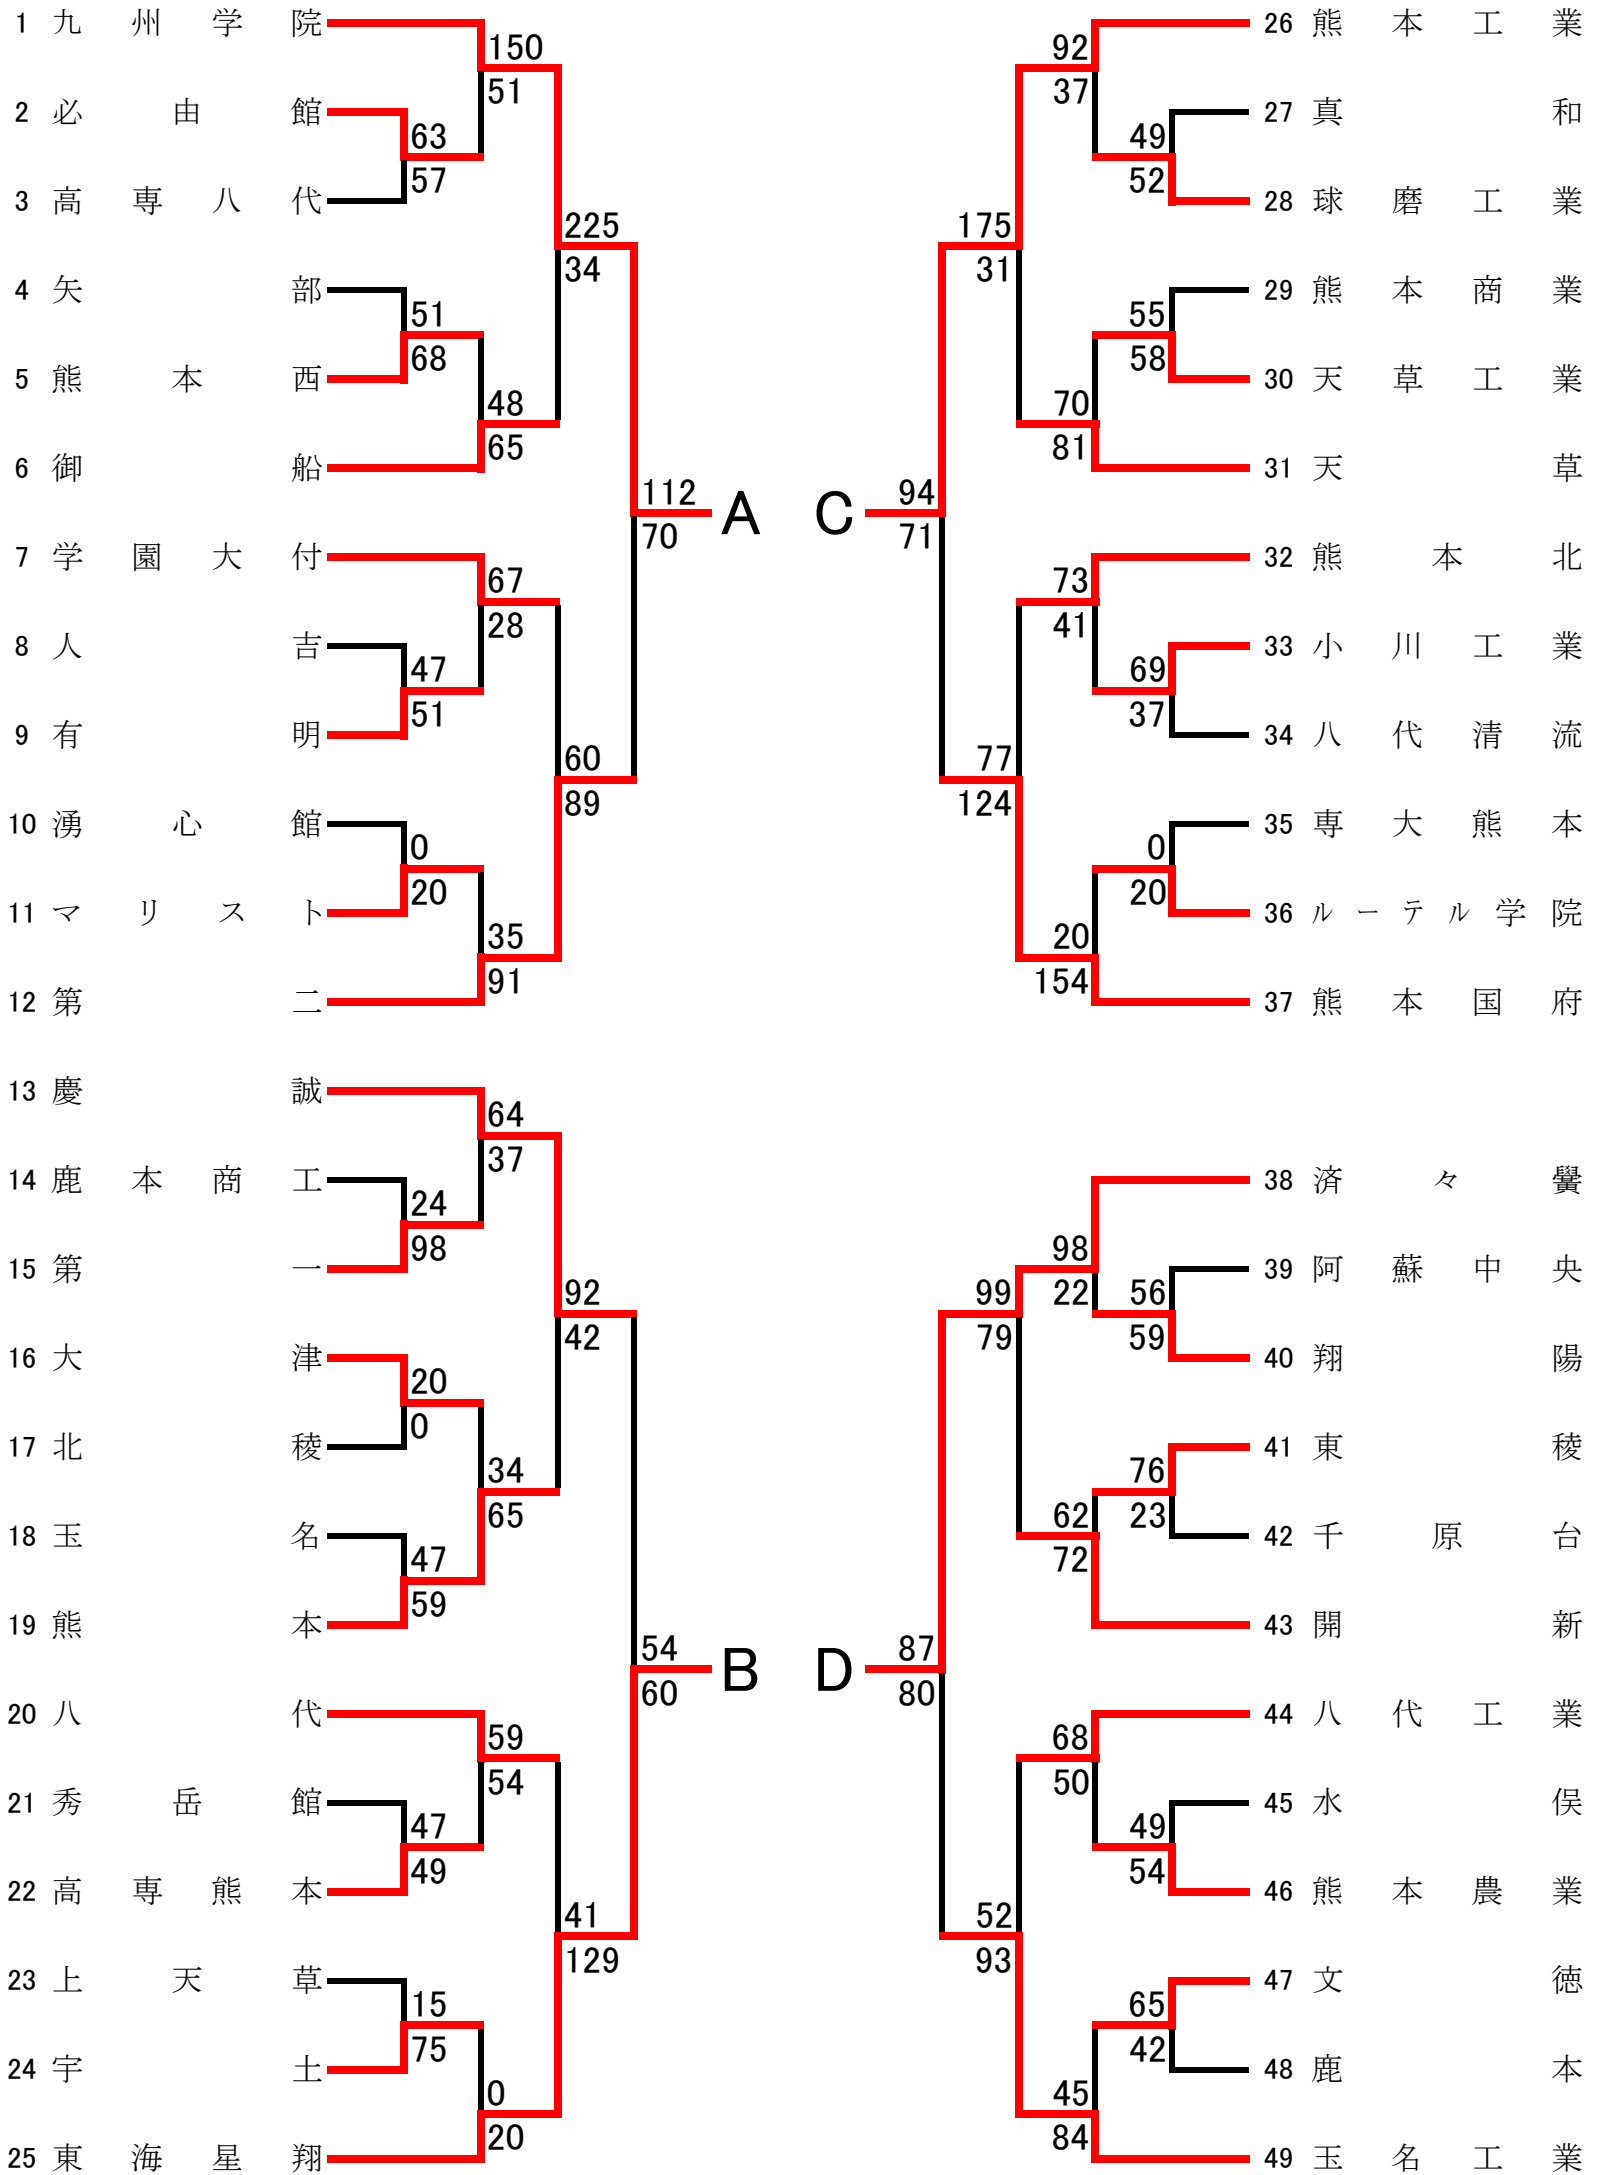 1 九州学院
150
51
2 必由館
63
57
3 高専八代
225
34
4 矢部
51
68
5 熊本西
48
65
6 御船
112
70
A
7 学園大付
67
28
8 人吉
47
51
9 有明
60
89
10 湧心館
0
20
11 マリスト
35
91
12 第二
13 慶誠
64
37
14 鹿本商工
24
98
15 第一
92
42
16 大津
20
0
17 北稜
34
65
18 玉名
47
59
19 熊本
54
60
B
20 八代
59
54
21 秀岳館
47
49
22 高専熊本
41
129
23 上天草
15
75
24 宇土
0
20
25 東海星翔
26 熊本工業
92
37
27 真和
49
52
28 球磨工業
175
31
29 熊本商業
55
58
30 天草工業
70
81
31 天草
C
94
71
32 熊本北
73
41
33 小川工業
69
37
34 八代清流
77
124
35 専大熊本
0
20
36 ルーテル学院
20
154
37 熊本国府
38 済々黌
98
22
39 阿蘇中央
56
59
40 翔陽
99
79
41 東稜
76
23
42 千原台
62
72
43 開新
D
87
80
44 八代工業
68
50
45 水俣
49
54
46 熊本農業
52
93
47 文徳
65
42
48 鹿本
45
84
49 玉名工業